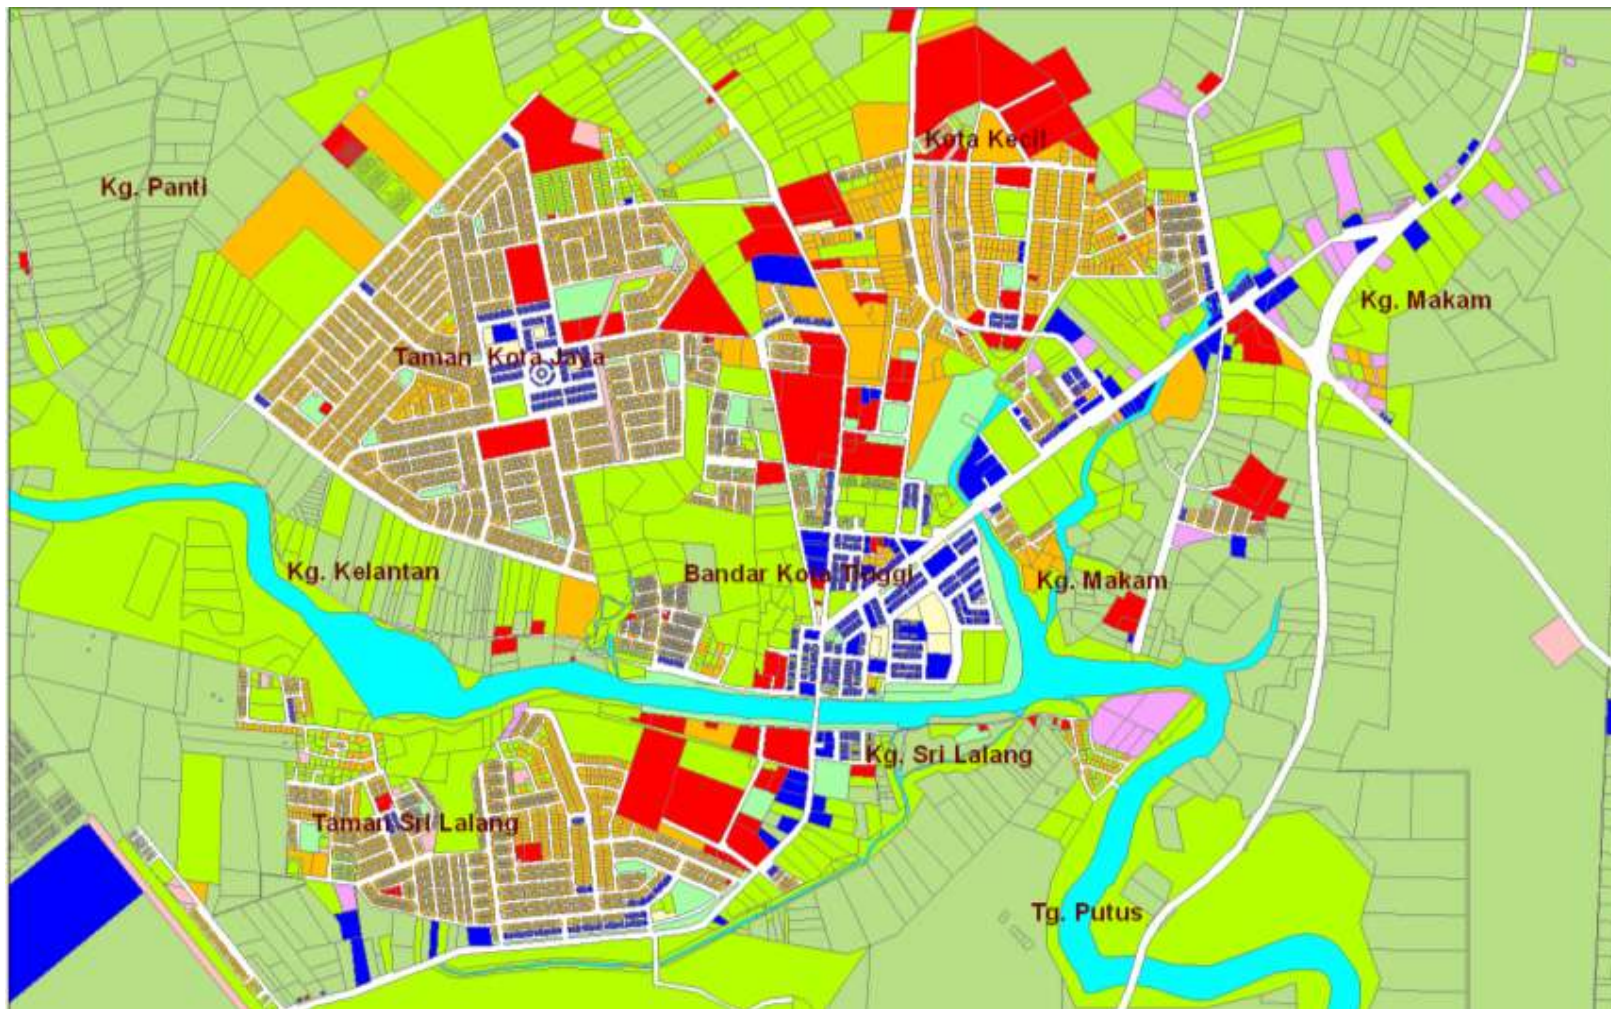 Kota Kecil
Kg. Panti
Kg. Makam
Taman Kota Jaya
Kg. Kelantan
Bandar Kota Tinggi
Kg. Makam
Kg. Sri Lalang
Taman Sri Lalang
Tg. Putus